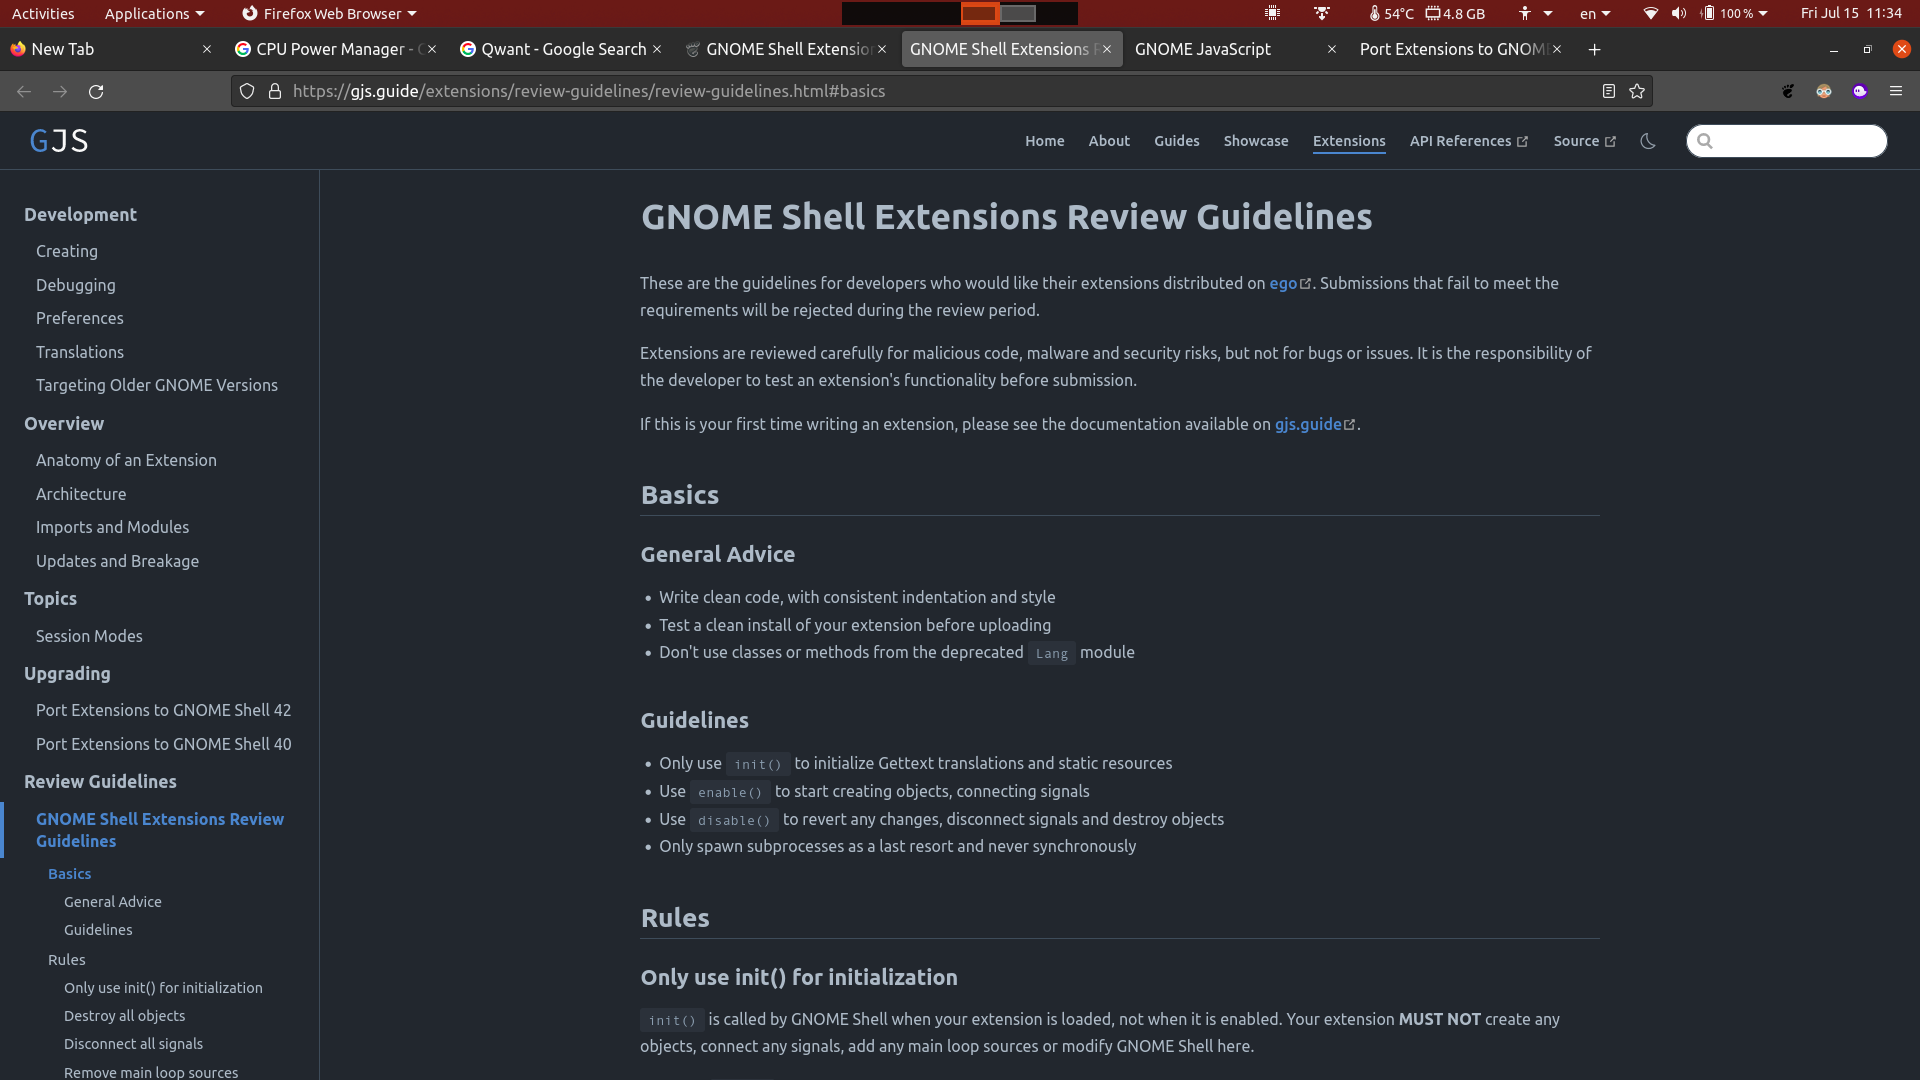 Activities Applications Firefox Web Browser 54°C 4.8 GB en 100 % Fri Jul 15 11:34
New Tab CPU Power Manager - Qwant - Google Search GNOME Shell Extensio GNOME Shell Extensions GNOME JavaScript Port Extensions to GNOM
https://gjs.guide/extensions/review-guidelines/review-guidelines.html#basics
GJS Home About Guides Showcase Extensions API References Source
Development
Creating
Debugging
Preferences
Translations
Targeting Older GNOME Versions
Overview
Anatomy of an Extension
Architecture
Imports and Modules
Updates and Breakage
Topics
Session Modes
Upgrading
Port Extensions to GNOME Shell 42
Port Extensions to GNOME Shell 40
Review Guidelines
GNOME Shell Extensions Review
Guidelines
Basics
General Advice
Guidelines
Rules
Only use init() for initialization
Destroy all objects
Disconnect all signals
Remove main loop sources
GNOME Shell Extensions Review Guidelines
These are the guidelines for developers who would like their extensions distributed on ego. Submissions that fail to meet the
requirements will be rejected during the review period.
Extensions are reviewed carefully for malicious code, malware and security risks, but not for bugs or issues. It is the responsibility of
the developer to test an extension's functionality before submission.
If this is your first time writing an extension, please see the documentation available on gjs.guide.
Basics
General Advice
• Write clean code, with consistent indentation and style
• Test a clean install of your extension before uploading
• Don't use classes or methods from the deprecated Lang module
Guidelines
• Only use init() to initialize Gettext translations and static resources
• Use enable() to start creating objects, connecting signals
• Use disable() to revert any changes, disconnect signals and destroy objects
• Only spawn subprocesses as a last resort and never synchronously
Rules
Only use init() for initialization
init() is called by GNOME Shell when your extension is loaded, not when it is enabled. Your extension MUST NOT create any
objects, connect any signals, add any main loop sources or modify GNOME Shell here.